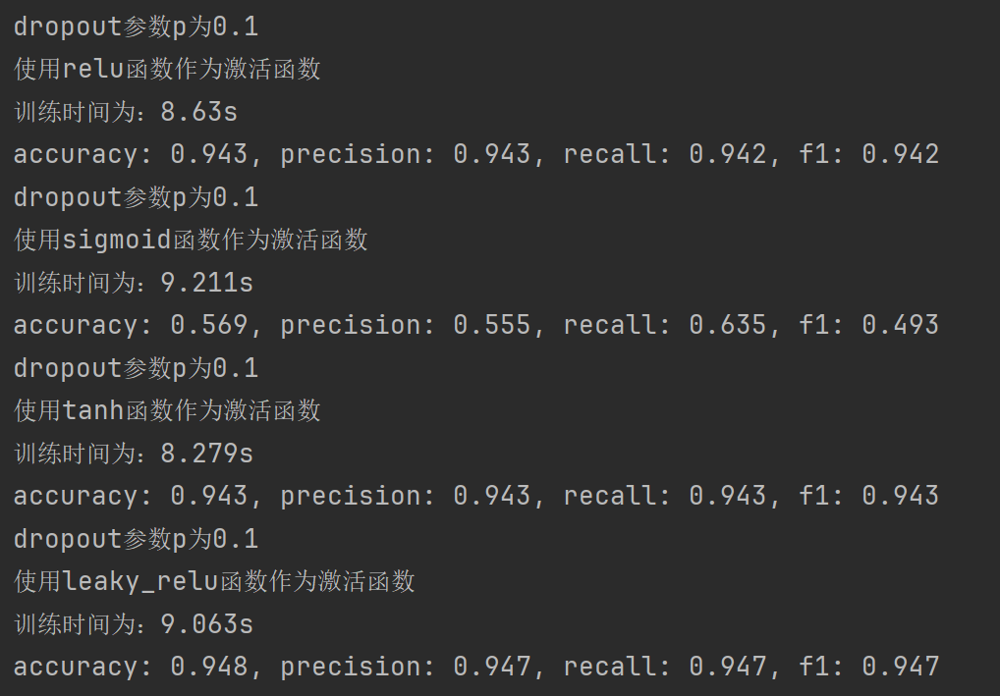 dropout参数p为0.1
使用relu函数作为激活函数
训练时间为：8.63s
accuracy: 0.943, precision: 0.943, recall: 0.942, f1: 0.942
dropout参数p为0.1
使用sigmoid函数作为激活函数
训练时间为：9.211s
accuracy: 0.569, precision: 0.555, recall: 0.635, f1: 0.493
dropout参数p为0.1
使用tanh函数作为激活函数
训练时间为：8.279s
accuracy: 0.943, precision: 0.943, recall: 0.943, f1: 0.943
dropout参数p为0.1
使用leaky_relu函数作为激活函数
训练时间为：9.063s
accuracy: 0.948, precision: 0.947, recall: 0.947, f1: 0.947